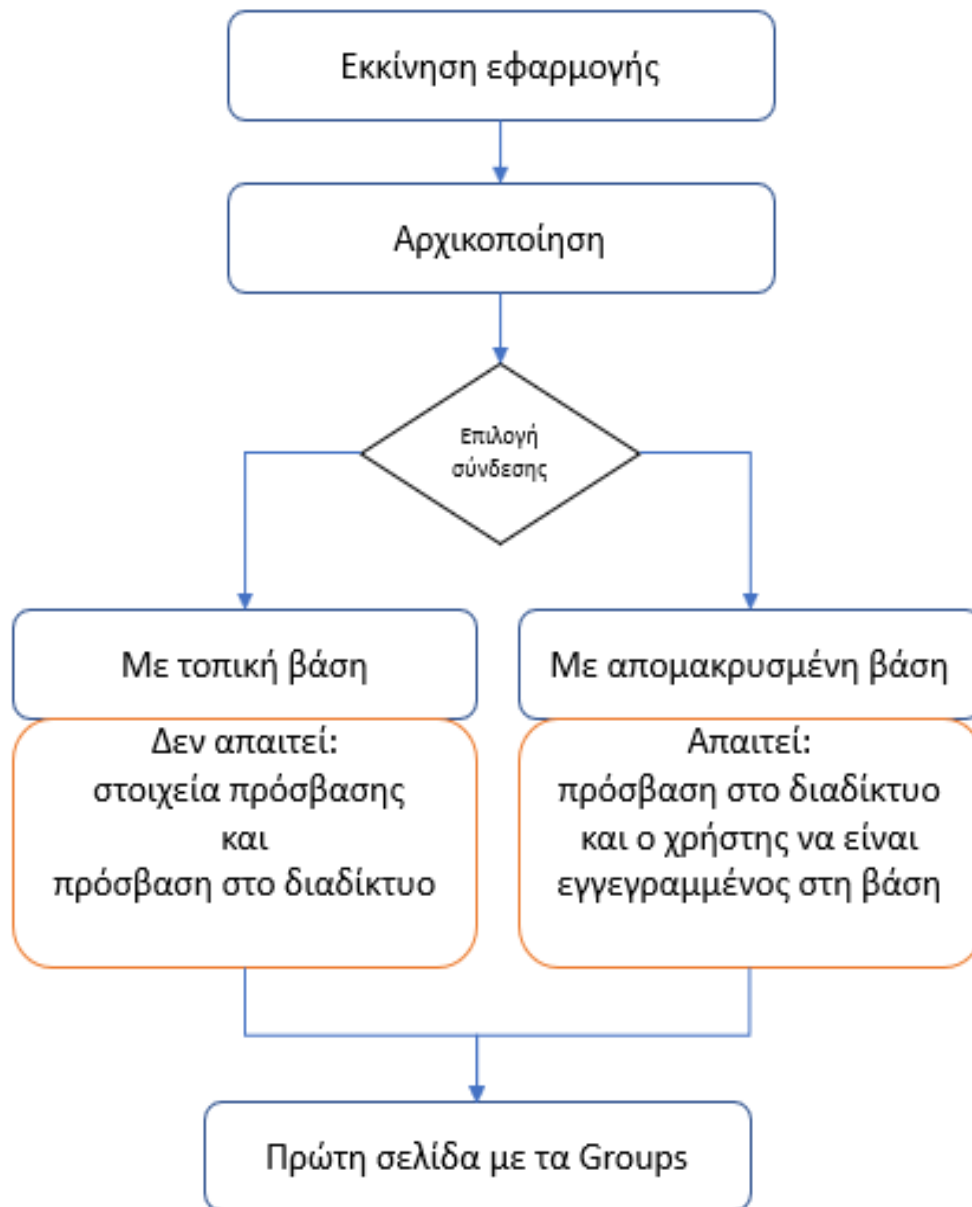 Εκκίνηση εφαρμογής
Αρχικοποίηση
Επιλογή
σύνδεσης
Με τοπική βάση
Δεν απαιτεί:
στοιχεία πρόσβασης
και
πρόσβαση στο διαδίκτυο
Με απομακρυσμένη βάση
Απαιτεί:
πρόσβαση στο διαδίκτυο
και ο χρήστης να είναι
εγγεγραμμένος στη βάση
Πρώτη σελίδα με τα Groups